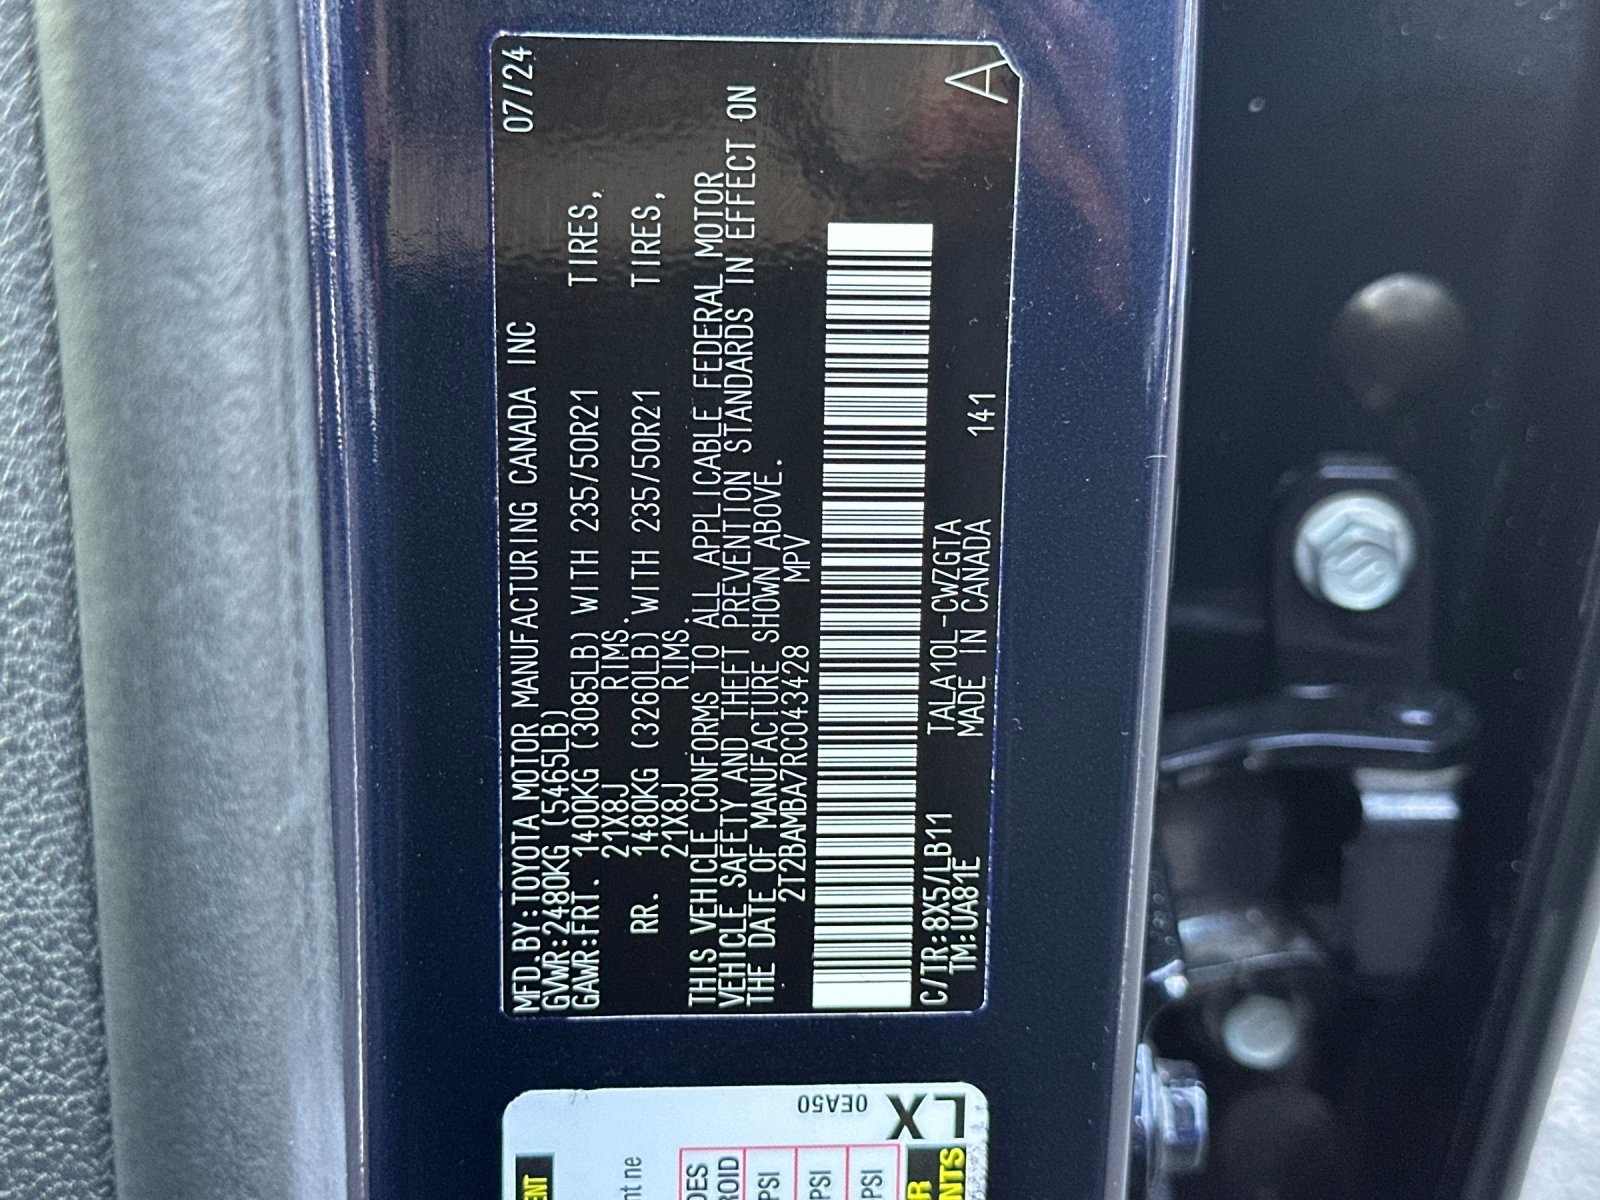 MFD.BY:TOYOTA MOTOR MANUFACTURING CANADA INC 07/24
GVWR:2480KG (5465LB)
GAWR:FRT. 1400KG (3085LB) WITH 235/50R21 TIRES,
21X8J RIMS.
RR. 1480KG (3260LB) WITH 235/50R21 TIRES,
21X8J RIMS.
THIS VEHICLE CONFORMS TO ALL APPLICABLE FEDERAL MOTOR
VEHICLE SAFETY AND THEFT PREVENTION STANDARDS IN EFFECT ON
THE DATE OF MANUFACTURE SHOWN ABOVE.
2T2BAMBA7RC043428 MPV
C/TR:8X5/LB11 TALA10L-CWZGTA 141
TM:UA81E MADE IN CANADA
A
LX
0EA50
PSI
PSI
PSI